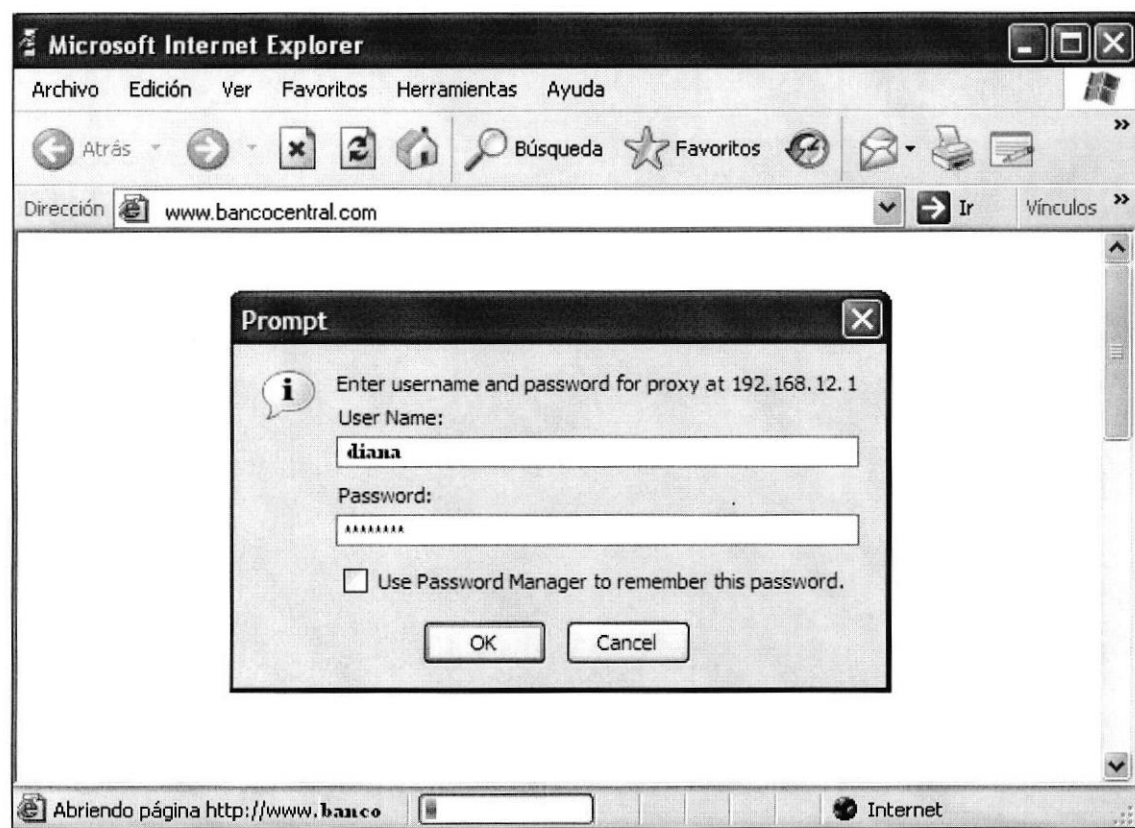 Microsoft Internet Explorer
Archivo Edición Ver Favoritos Herramientas Ayuda
Atrás Búsqueda Favoritos »
Dirección www.bancocentral.com Ir Vínculos »
Prompt
Enter username and password for proxy at 192.168.12.1
User Name:
diana
Password:
********
Use Password Manager to remember this password.
OK Cancel
Abriendo página http://www.banco Internet